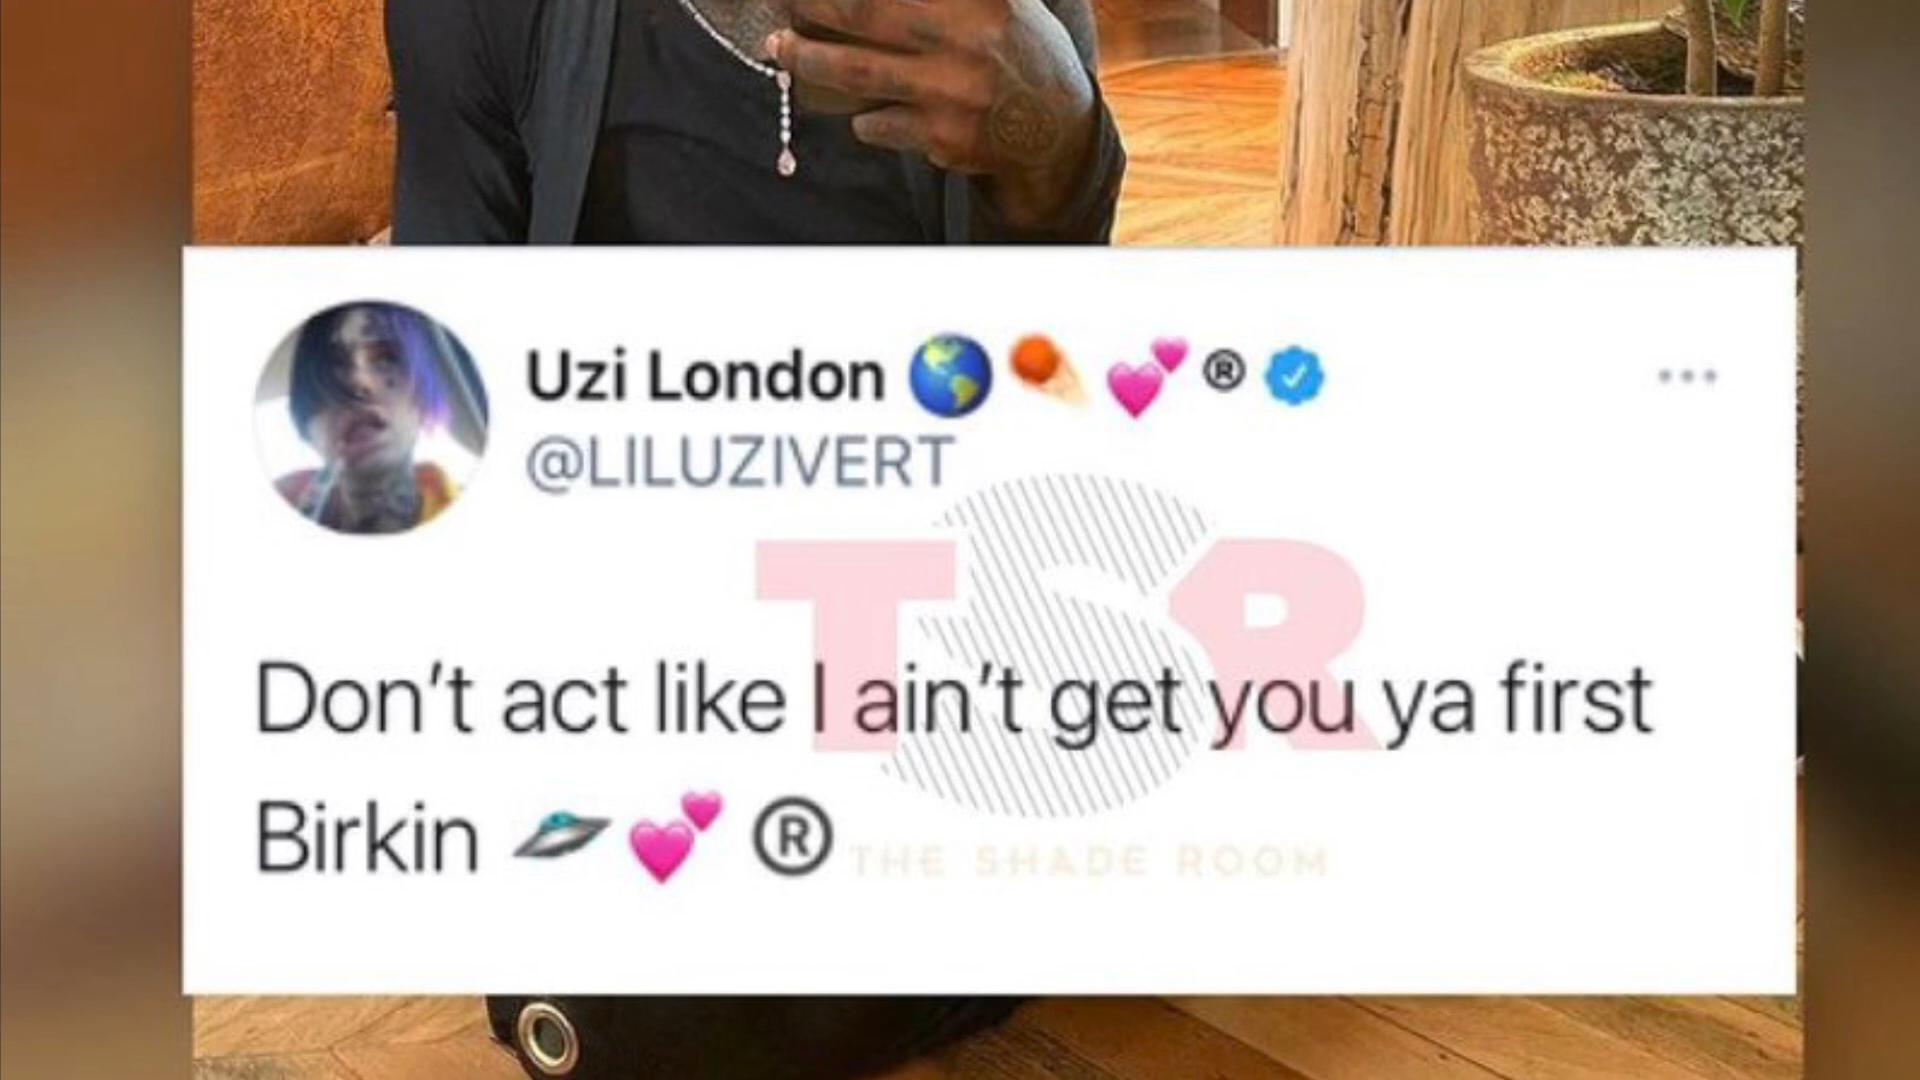 Uzi London 🌎☄️💕®
@LILUZIVERT
TSR
Don't act like I ain't get you ya first
Birkin 🛸💕®
THE SHADE ROOM